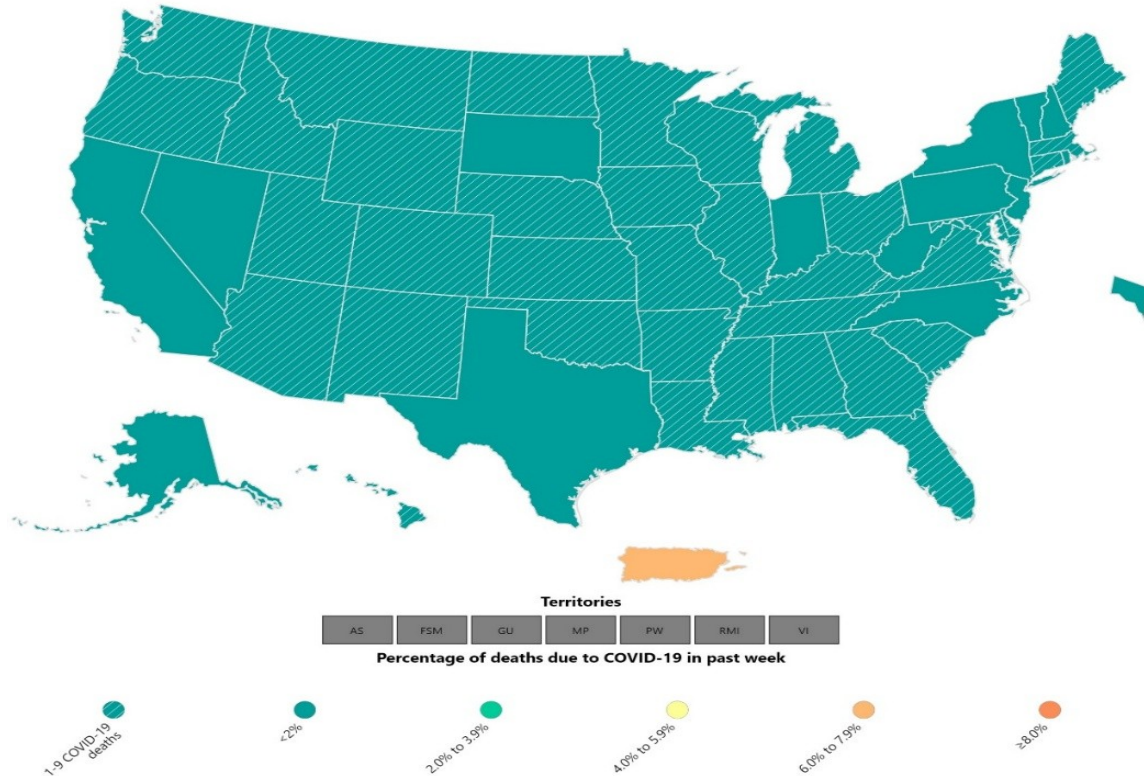 Territories
AS FSM GU MP PW RMI VI
Percentage of deaths due to COVID-19 in past week
1-9 COVID-19
deaths
<2%
2.0% to 3.9%
4.0% to 5.9%
6.0% to 7.9%
≥8.0%